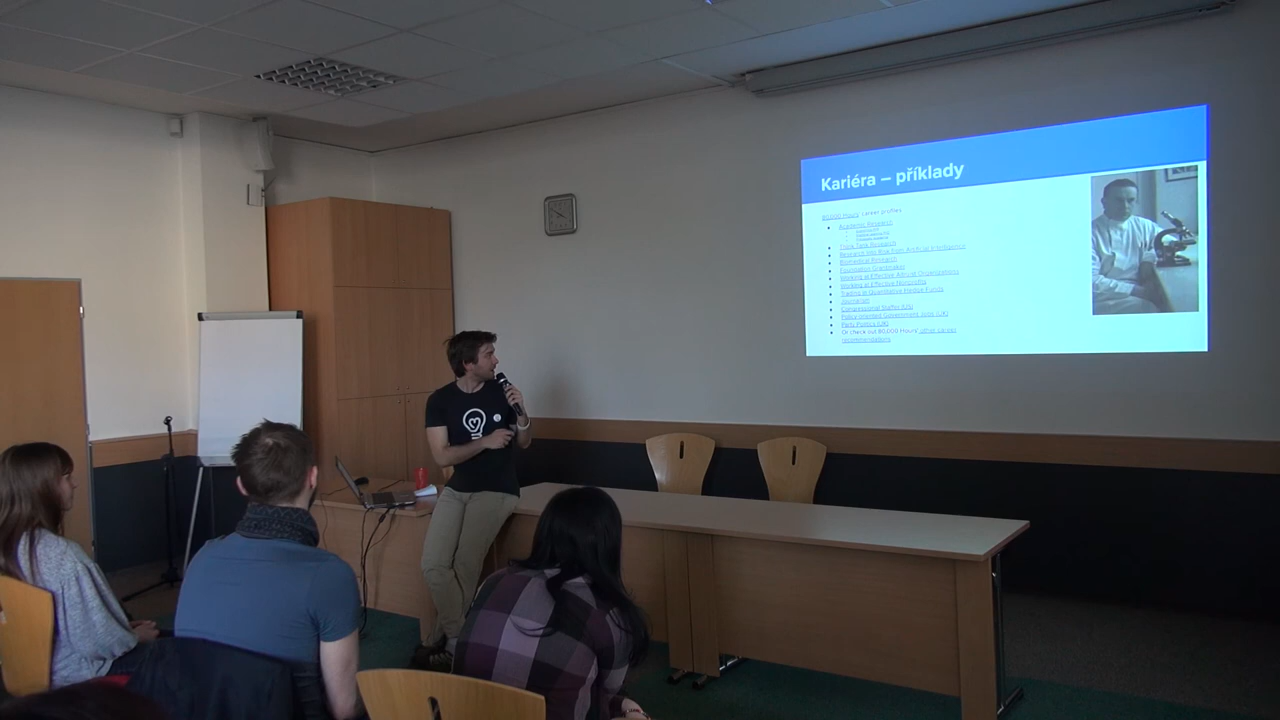 Kariéra – příklady
80,000 Hours' career profiles
Academic Research
Think Tank Research
Research into Risk from Artificial Intelligence
Biomedical Research
Foundation Grantmaker
Working at Effective Altruist Organizations
Working at Effective Nonprofits
Trading in Quantitative Hedge Funds
Journalism
Congressional Staffer (US)
Policy-oriented Government Jobs (UK)
Party Politics (UK)
Or check out 80,000 Hours' other career
recommendations